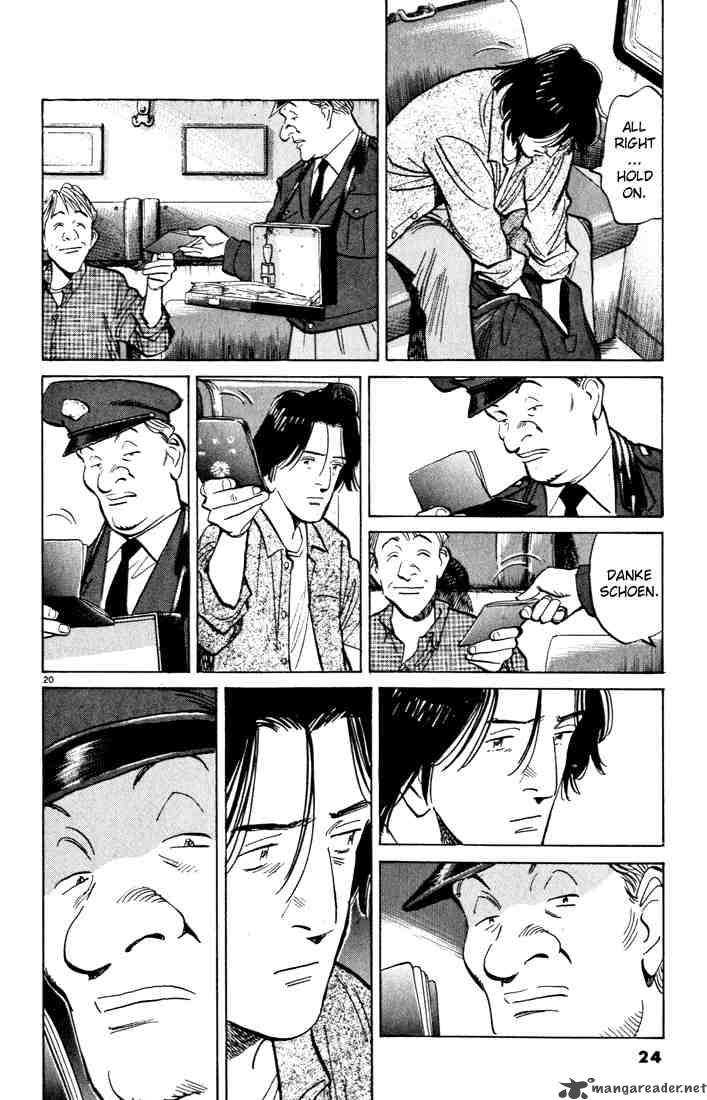 ALL
RIGHT
...
HOLD
ON.
DANKE
SCHOEN.
20
24
mangareader.net